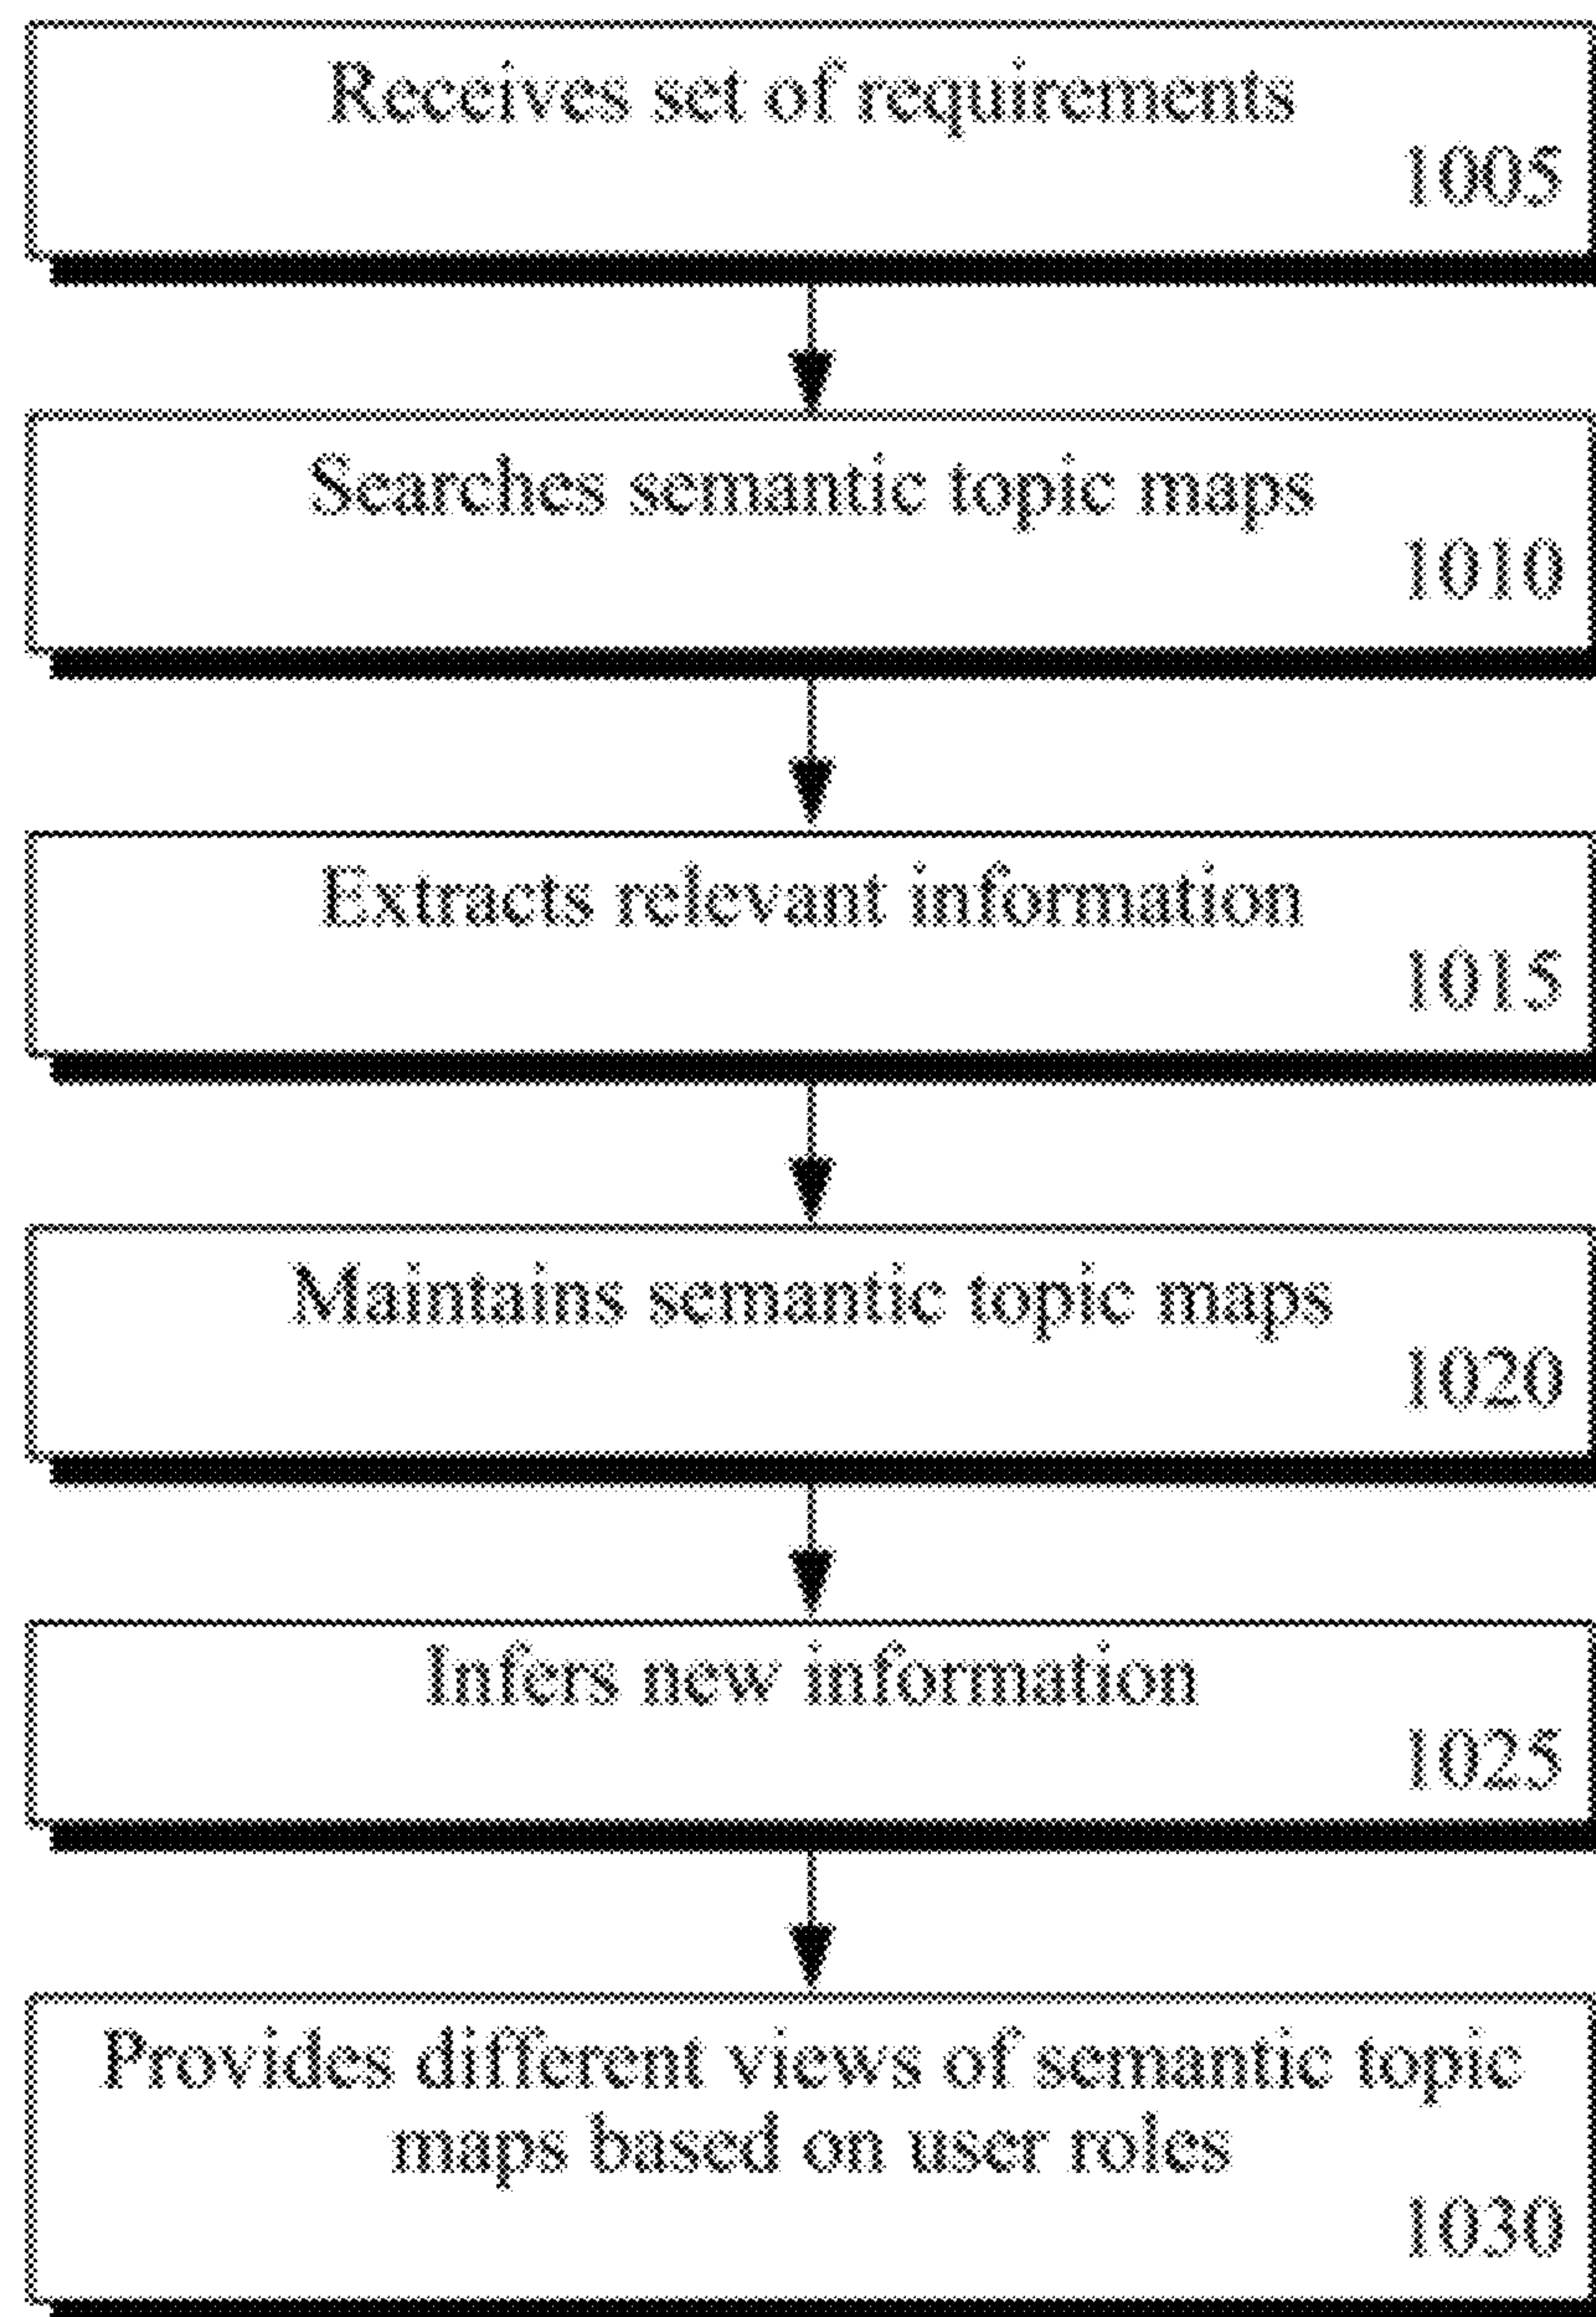 Receives set of requirements
1005
Searches semantic topic maps
1010
Extracts relevant information
1015
Maintains semantic topic maps
1020
Infers new information
1025
Provides different views of semantic topic
maps based on user roles
1030